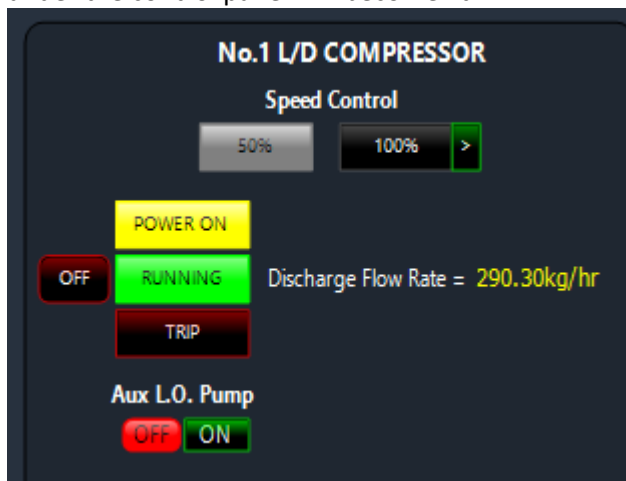 No.1 L/D COMPRESSOR
Speed Control
50% 100% >
POWER ON
OFF RUNNING Discharge Flow Rate = 290.30kg/hr
TRIP
Aux L.O. Pump
OFF ON